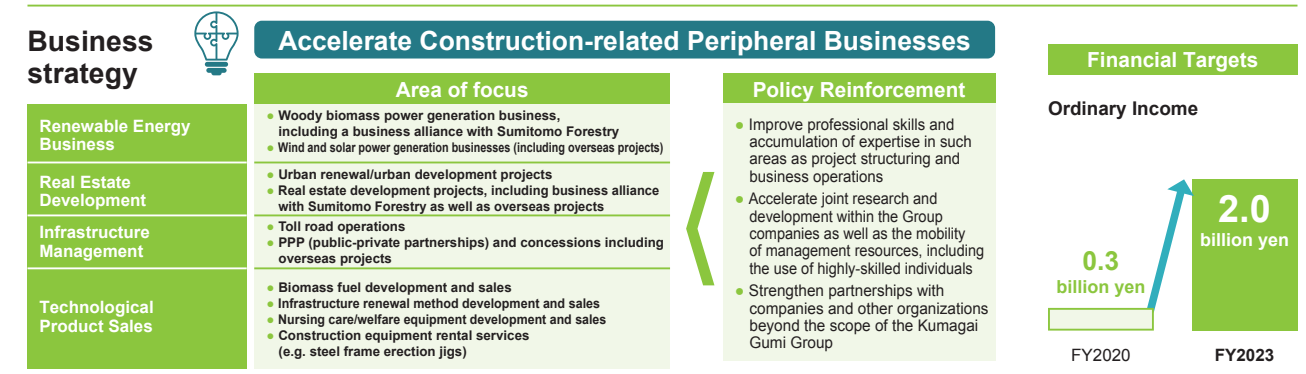 Business
strategy
Accelerate Construction-related Peripheral Businesses
Area of focus
Renewable Energy
Business
● Woody biomass power generation business,
including a business alliance with Sumitomo Forestry
● Wind and solar power generation businesses (including overseas projects)
Real Estate
Development
● Urban renewal/urban development projects
● Real estate development projects, including business alliance
with Sumitomo Forestry as well as overseas projects
Infrastructure
Management
● Toll road operations
● PPP (public-private partnerships) and concessions including
overseas projects
Technological
Product Sales
● Biomass fuel development and sales
● Infrastructure renewal method development and sales
● Nursing care/welfare equipment development and sales
● Construction equipment rental services
(e.g. steel frame erection jigs)
Policy Reinforcement
● Improve professional skills and
accumulation of expertise in such
areas as project structuring and
business operations
● Accelerate joint research and
development within the Group
companies as well as the mobility
of management resources, including
the use of highly-skilled individuals
● Strengthen partnerships with
companies and other organizations
beyond the scope of the Kumagai
Gumi Group
Financial Targets
Ordinary Income
0.3
billion yen
2.0
billion yen
FY2020
FY2023